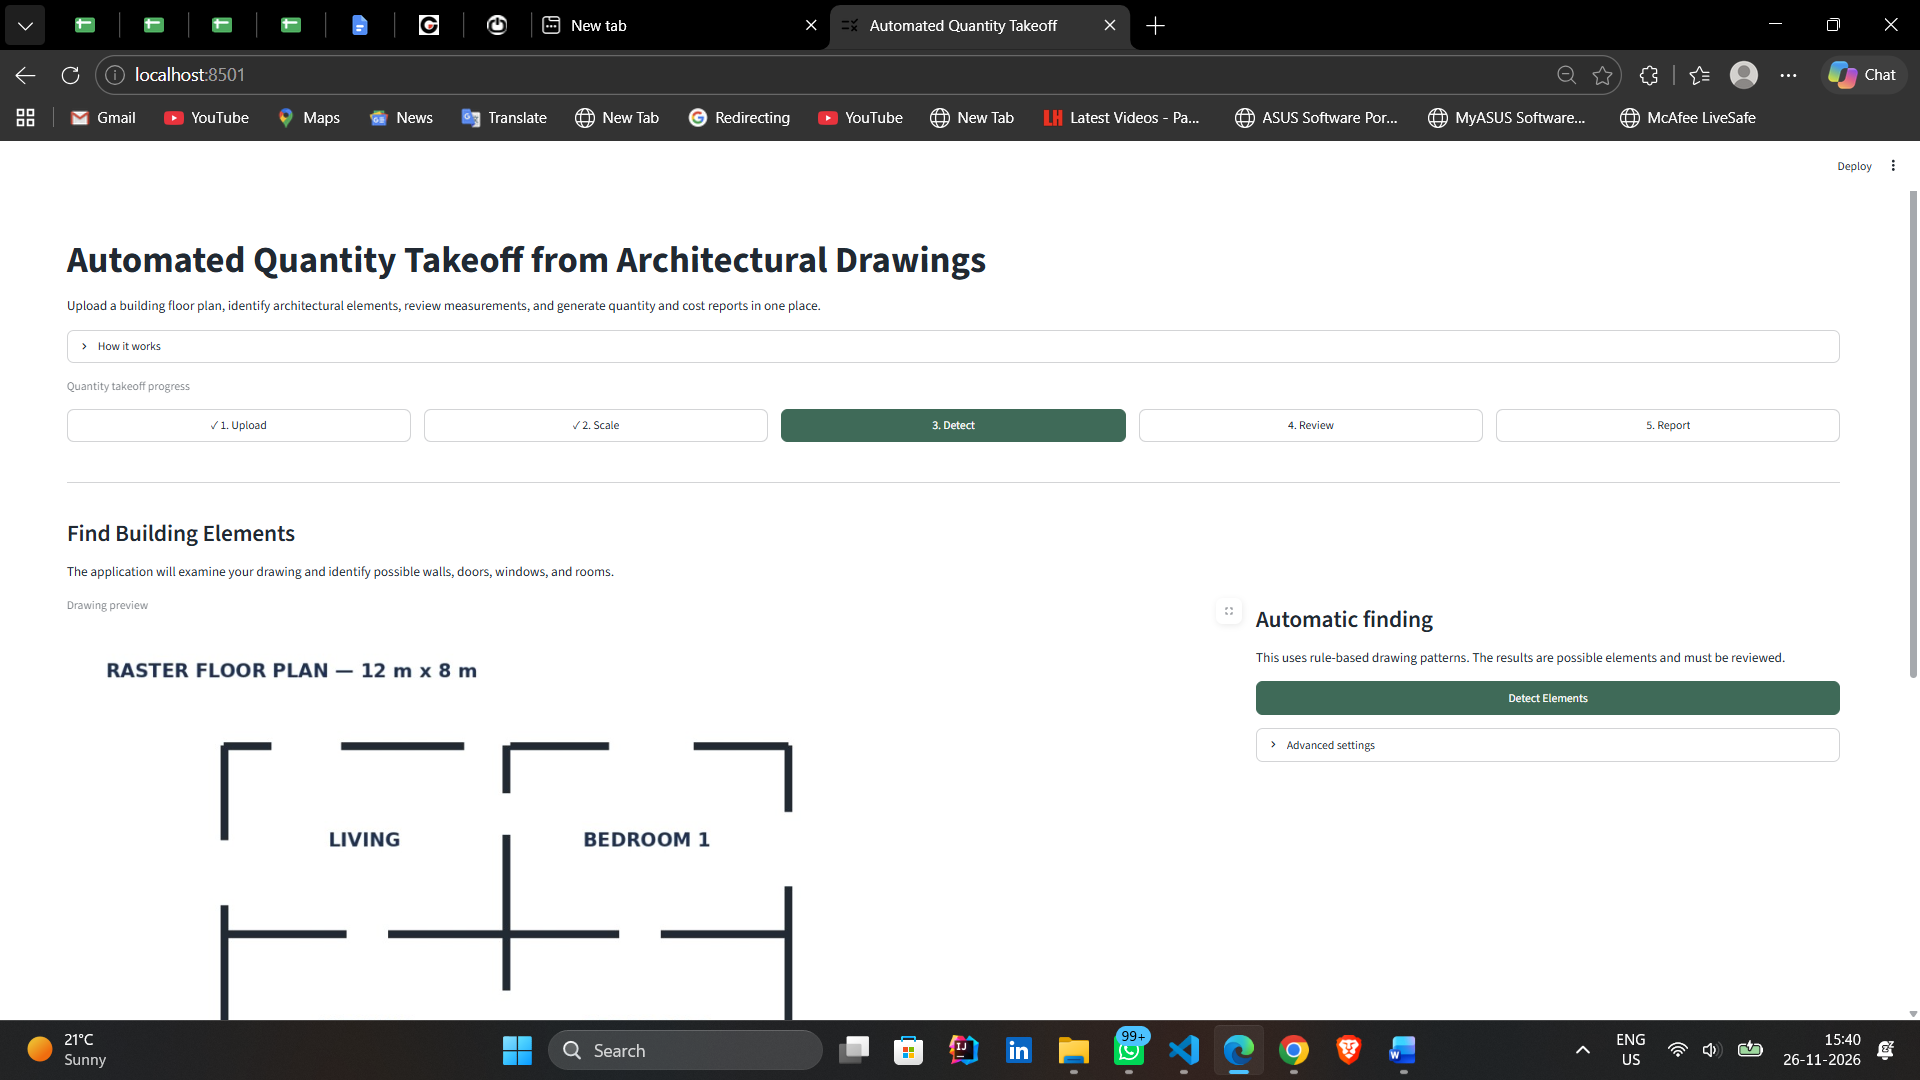 New tab
Automated Quantity Takeoff
localhost:8501
Chat
Gmail
YouTube
Maps
News
Translate
New Tab
Redirecting
YouTube
New Tab
Latest Videos - Pa...
ASUS Software Por...
MyASUS Software...
McAfee LiveSafe
Deploy
Automated Quantity Takeoff from Architectural Drawings
Upload a building floor plan, identify architectural elements, review measurements, and generate quantity and cost reports in one place.
How it works
Quantity takeoff progress
✓ 1. Upload
✓ 2. Scale
3. Detect
4. Review
5. Report
Find Building Elements
The application will examine your drawing and identify possible walls, doors, windows, and rooms.
Drawing preview
RASTER FLOOR PLAN — 12 m x 8 m
LIVING
BEDROOM 1
Automatic finding
This uses rule-based drawing patterns. The results are possible elements and must be reviewed.
Detect Elements
Advanced settings
21°C
Sunny
Search
99+
ENG
US
15:40
26-11-2026